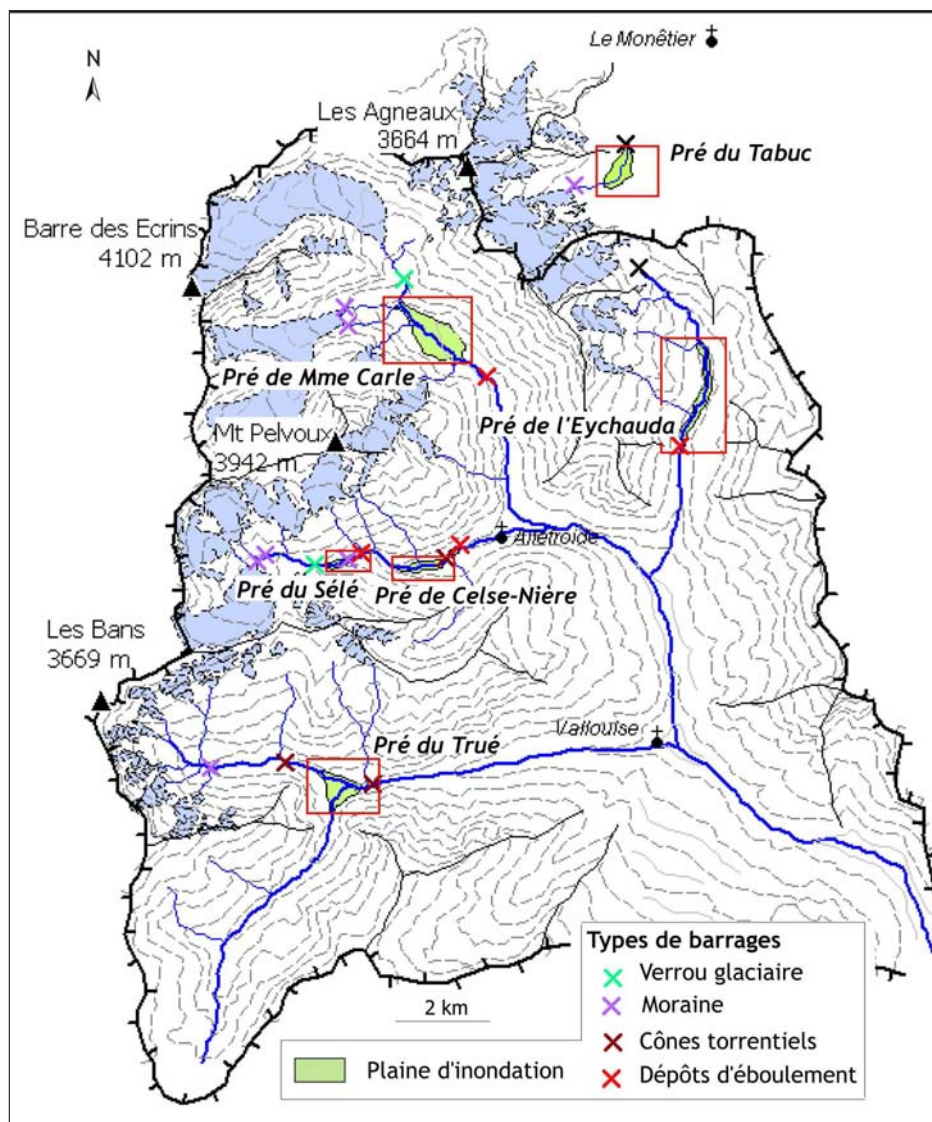 Le Monêtier
N
Les Agneaux
3664 m
Pré du Tabuc
Barre des Ecrins
4102 m
Pré de Mme Carle
Pré de l'Eychauda
Mt Pelvoux
3942 m
Ailefroide
Pré du Sélé
Pré de Celse-Nière
Les Bans
3669 m
Vallouise
Pré du Trué
Types de barrages
Verrou glaciaire
Moraine
2 km
Cônes torrentiels
Plaine d'inondation
Dépôts d'éboulement